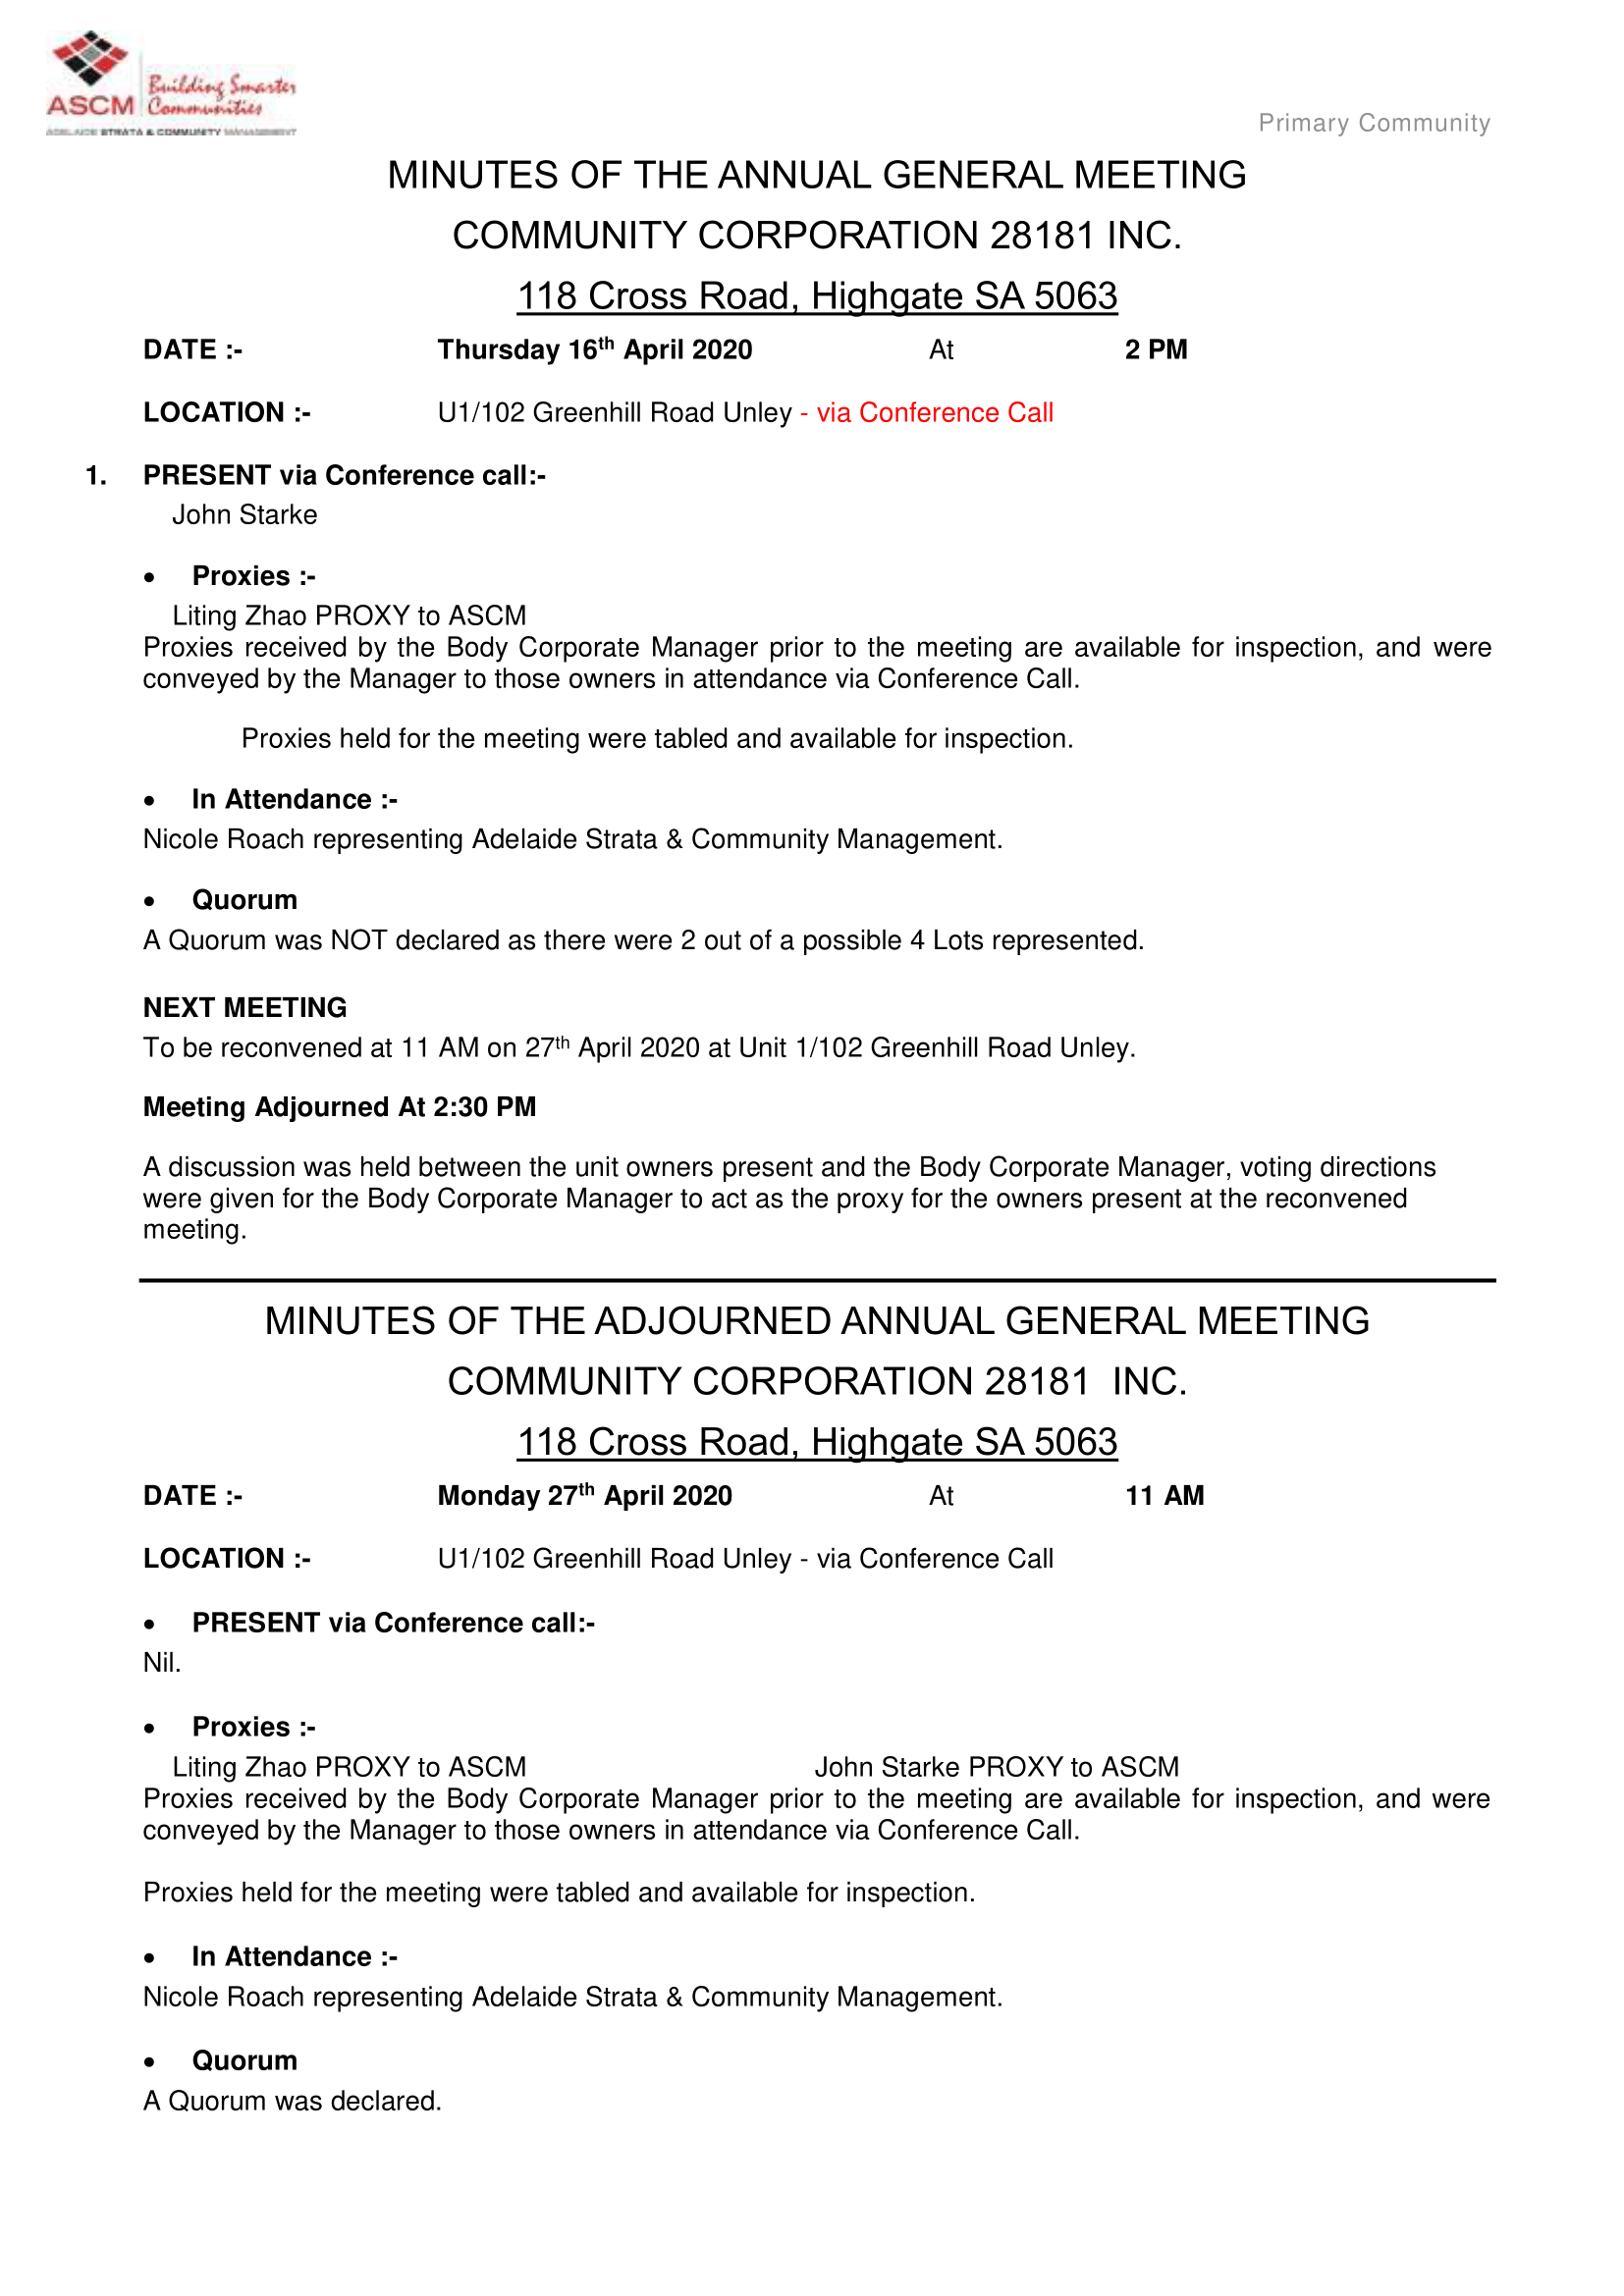 ASCM
Building Smarter
Communities
ADELAIDE STRATA & COMMUNITY MANAGEMENT
Primary Community
MINUTES OF THE ANNUAL GENERAL MEETING
COMMUNITY CORPORATION 28181 INC.
118 Cross Road, Highgate SA 5063
DATE :- Thursday 16th April 2020 At 2 PM
LOCATION :- U1/102 Greenhill Road Unley - via Conference Call
1. PRESENT via Conference call:-
John Starke
• Proxies :-
Liting Zhao PROXY to ASCM
Proxies received by the Body Corporate Manager prior to the meeting are available for inspection, and were
conveyed by the Manager to those owners in attendance via Conference Call.
Proxies held for the meeting were tabled and available for inspection.
• In Attendance :-
Nicole Roach representing Adelaide Strata & Community Management.
• Quorum
A Quorum was NOT declared as there were 2 out of a possible 4 Lots represented.
NEXT MEETING
To be reconvened at 11 AM on 27th April 2020 at Unit 1/102 Greenhill Road Unley.
Meeting Adjourned At 2:30 PM
A discussion was held between the unit owners present and the Body Corporate Manager, voting directions
were given for the Body Corporate Manager to act as the proxy for the owners present at the reconvened
meeting.
MINUTES OF THE ADJOURNED ANNUAL GENERAL MEETING
COMMUNITY CORPORATION 28181 INC.
118 Cross Road, Highgate SA 5063
DATE :- Monday 27th April 2020 At 11 AM
LOCATION :- U1/102 Greenhill Road Unley - via Conference Call
• PRESENT via Conference call:-
Nil.
• Proxies :-
Liting Zhao PROXY to ASCM John Starke PROXY to ASCM
Proxies received by the Body Corporate Manager prior to the meeting are available for inspection, and were
conveyed by the Manager to those owners in attendance via Conference Call.
Proxies held for the meeting were tabled and available for inspection.
• In Attendance :-
Nicole Roach representing Adelaide Strata & Community Management.
• Quorum
A Quorum was declared.